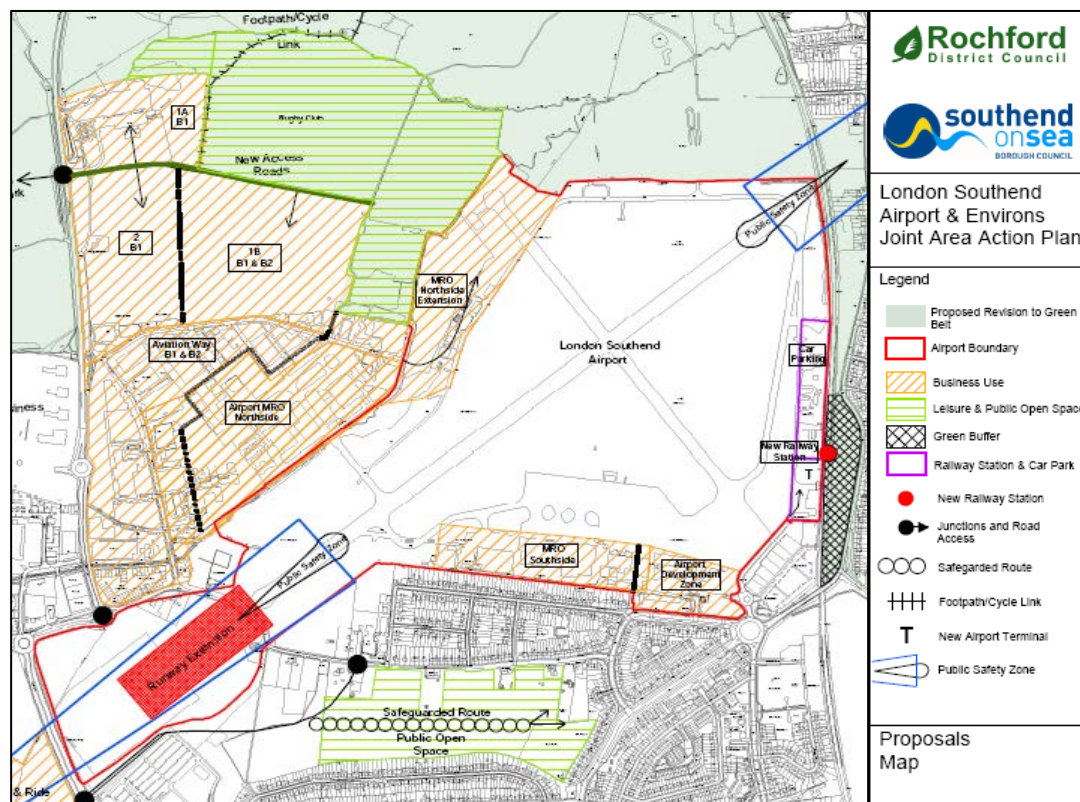 Footpath/Cycle
Link
Rugby Club
1A
B1
New Access
Roads
2
B1
1B
B1 & B2
MRO
Northside
Extension
Public Safety Zone
Aviation Way
B1 & B2
London Southend
Airport
Car
Parking
Airport MRO
Northside
New Railway
Station
T
MRO
Southside
Airport
Development
Zone
Public Safety Zone
Runway Extension
Safeguarded Route
Public Open
Space
& Ride
Rochford
District Council
southend
on sea
BOROUGH COUNCIL
London Southend
Airport & Environs
Joint Area Action Plan
Legend
Proposed Revision to Green
Belt
Airport Boundary
Business Use
Leisure & Public Open Space
Green Buffer
Railway Station & Car Park
New Railway Station
Junctions and Road
Access
Safegarded Route
Footpath/Cycle Link
T
New Airport Terminal
Public Safety Zone
Proposals
Map